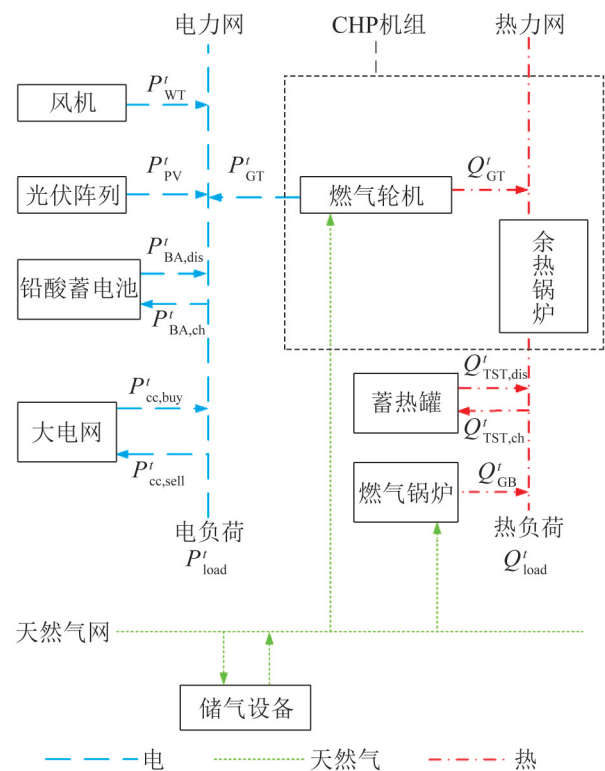 电力网
CHP机组
热力网
风机
P^t_WT
光伏阵列
P^t_PV
P^t_GT
燃气轮机
Q^t_GT
余热锅炉
铅酸蓄电池
P^t_BA,dis
P^t_BA,ch
大电网
P^t_cc,buy
P^t_cc,sell
蓄热罐
Q^t_TST,dis
Q^t_TST,ch
燃气锅炉
Q^t_GB
电负荷
P^t_load
热负荷
Q^t_load
天然气网
储气设备
电
天然气
热